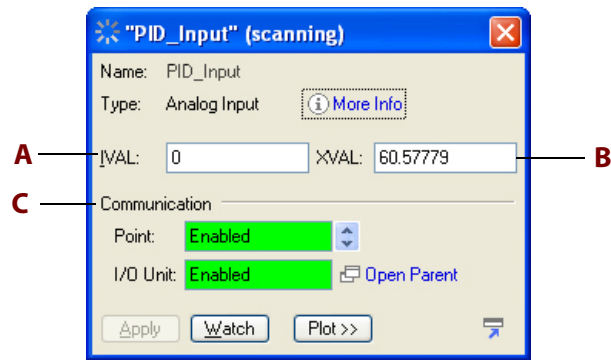 "PID_Input" (scanning)
Name: PID_Input
Type: Analog Input More Info
A IVAL: 0 XVAL: 60.57779 B
C Communication
Point: Enabled
I/O Unit: Enabled Open Parent
Apply Watch Plot >>